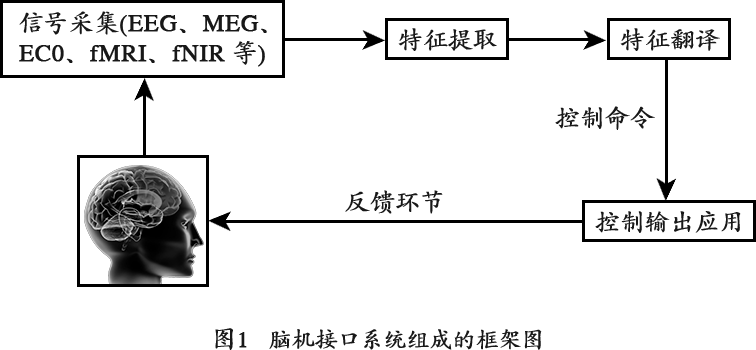 信号采集(EEG、MEG、
EC0、fMRI、fNIR 等)
特征提取
特征翻译
控制命令
控制输出应用
反馈环节
图1 脑机接口系统组成的框架图